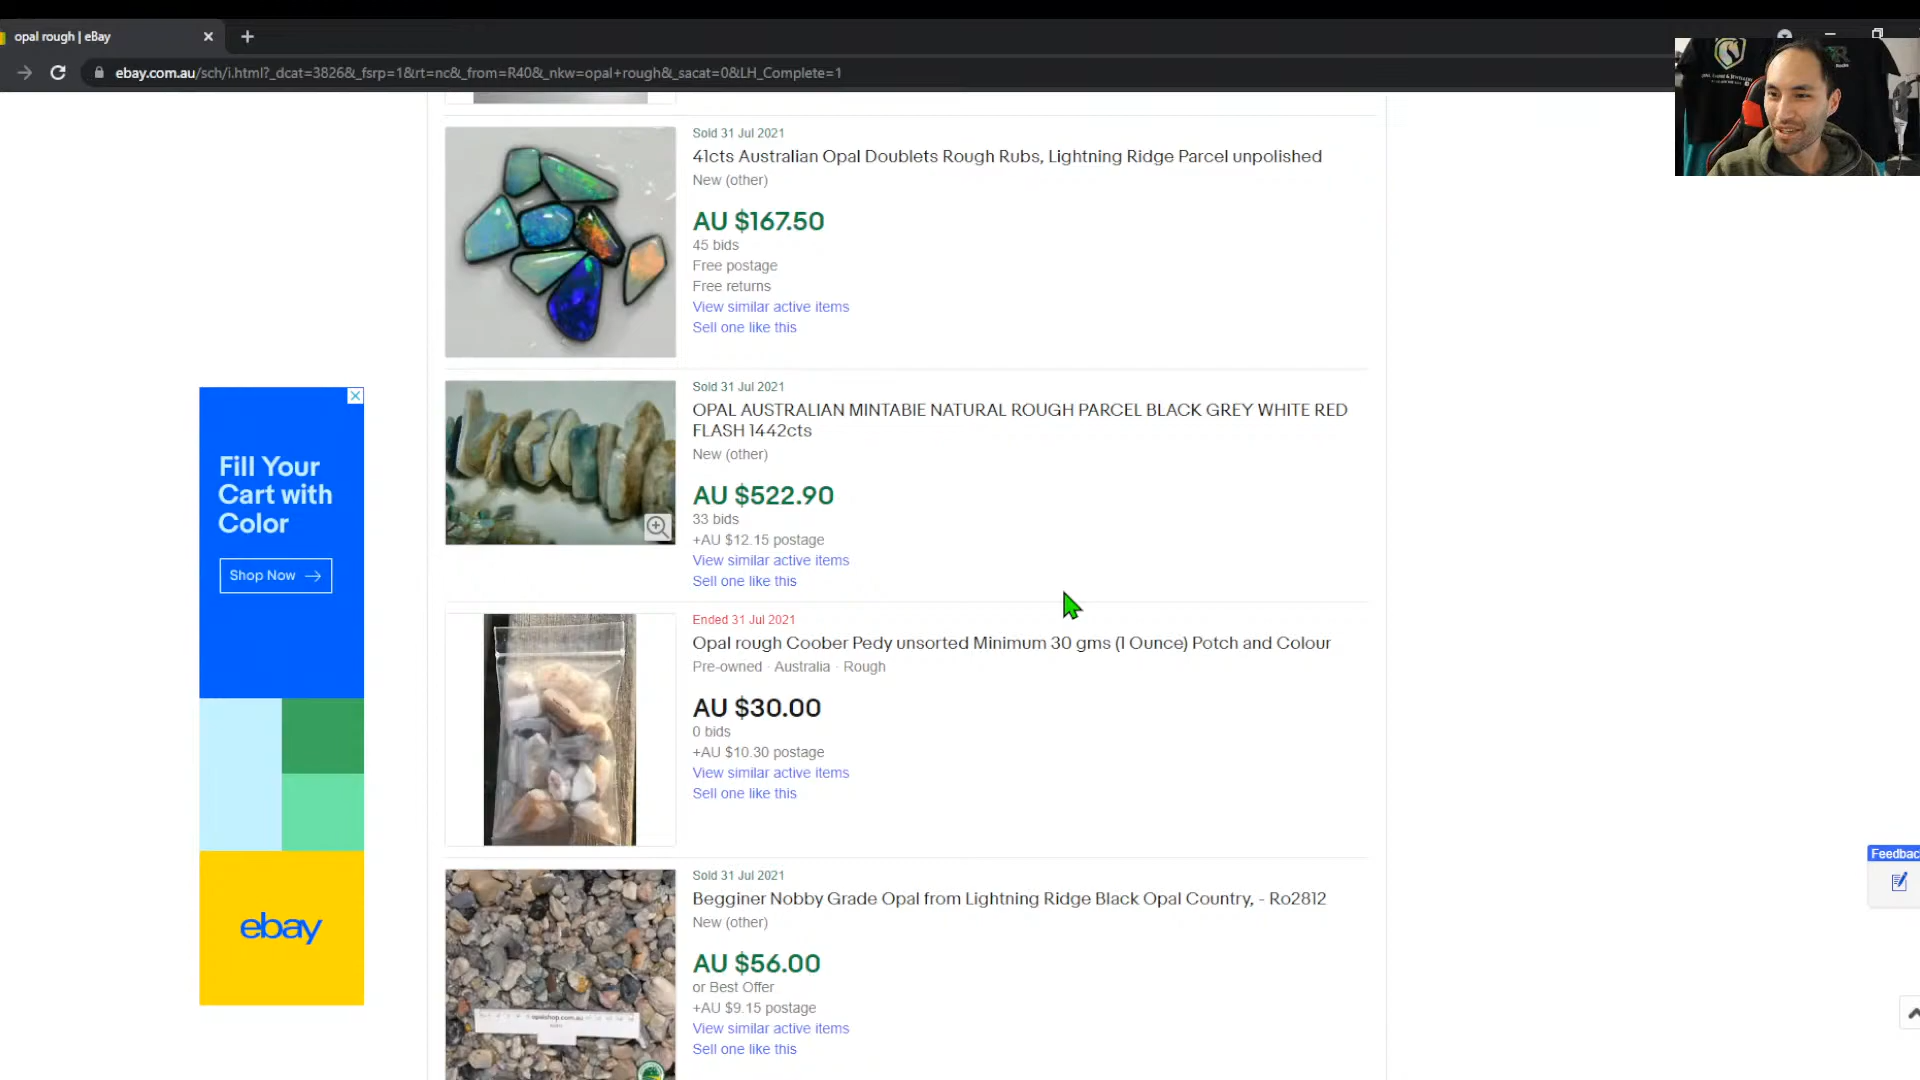 opal rough | eBay
ebay.com.au/sch/i.html?_dcat=3826&_fsrp=1&rt=nc&_from=R40&_nkw=opal+rough&_sacat=0&LH_Complete=1
Sold 31 Jul 2021
41cts Australian Opal Doublets Rough Rubs, Lightning Ridge Parcel unpolished
New (other)
AU $167.50
45 bids
Free postage
Free returns
View similar active items
Sell one like this
Sold 31 Jul 2021
OPAL AUSTRALIAN MINTABIE NATURAL ROUGH PARCEL BLACK GREY WHITE RED
FLASH 1442cts
New (other)
AU $522.90
33 bids
+AU $12.15 postage
View similar active items
Sell one like this
Ended 31 Jul 2021
Opal rough Coober Pedy unsorted Minimum 30 gms (1 Ounce) Potch and Colour
Pre-owned · Australia · Rough
AU $30.00
0 bids
+AU $10.30 postage
View similar active items
Sell one like this
Sold 31 Jul 2021
Begginer Nobby Grade Opal from Lightning Ridge Black Opal Country, - Ro2812
New (other)
AU $56.00
or Best Offer
+AU $9.15 postage
View similar active items
Sell one like this
opalshop.com.au
Fill Your
Cart with
Color
Shop Now
ebay
Feedbac